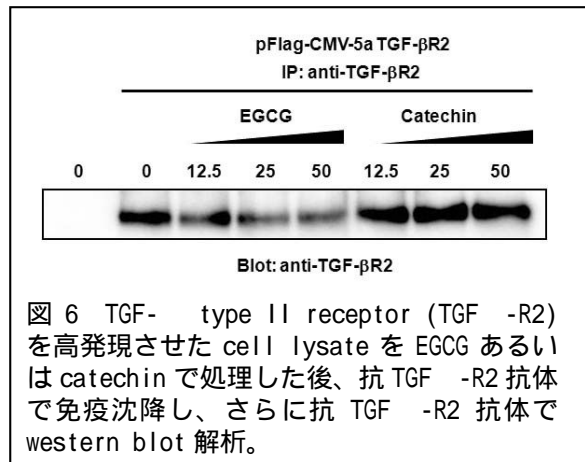 pFlag-CMV-5a TGF-βR2
IP: anti-TGF-βR2
EGCG Catechin
0 0 12.5 25 50 12.5 25 50
Blot: anti-TGF-βR2
図 6 TGF- type II receptor (TGF -R2)
を高発現させた cell lysate を EGCG あるい
は catechin で処理した後、抗 TGF -R2 抗体
で免疫沈降し、さらに抗 TGF -R2 抗体で
western blot 解析。